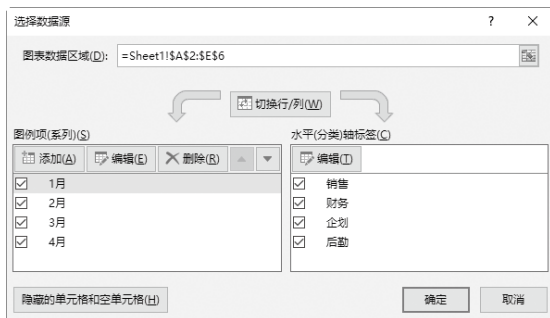 选择数据源
? ×
图表数据区域(D): =Sheet1!$A$2:$E$6
切换行/列(W)
图例项(系列)(S)
添加(A) 编辑(E) 删除(R)
1月
2月
3月
4月
水平(分类)轴标签(C)
编辑(T)
销售
财务
企划
后勤
隐藏的单元格和空单元格(H)
确定 取消